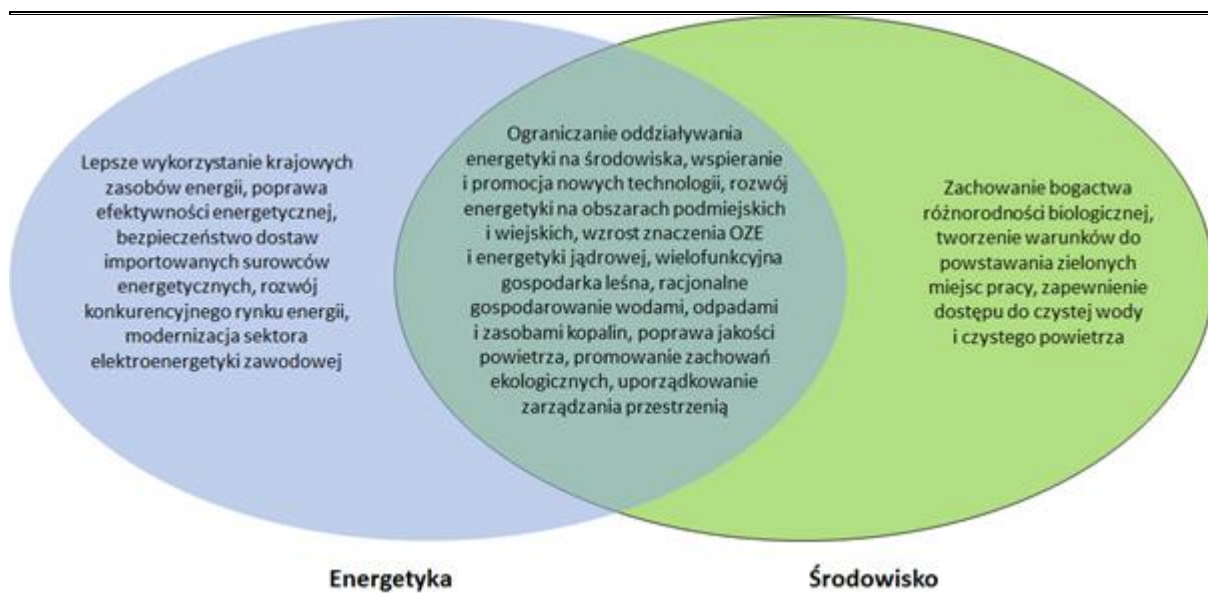 Lepsze wykorzystanie krajowych
zasobów energii, poprawa
efektywności energetycznej,
bezpieczeństwo dostaw
importowanych surowców
energetycznych, rozwój
konkurencyjnego rynku energii,
modernizacja sektora
elektroenergetyki zawodowej
Ograniczanie oddziaływania
energetyki na środowiska, wspieranie
i promocja nowych technologii, rozwój
energetyki na obszarach podmiejskich
i wiejskich, wzrost znaczenia OZE
i energetyki jądrowej, wielofunkcyjna
gospodarka leśna, racjonalne
gospodarowanie wodami, odpadami
i zasobami kopalin, poprawa jakości
powietrza, promowanie zachowań
ekologicznych, uporządkowanie
zarządzania przestrzenią
Zachowanie bogactwa
różnorodności biologicznej,
tworzenie warunków do
powstawania zielonych
miejsc pracy, zapewnienie
dostępu do czystej wody
i czystego powietrza
Energetyka
Środowisko